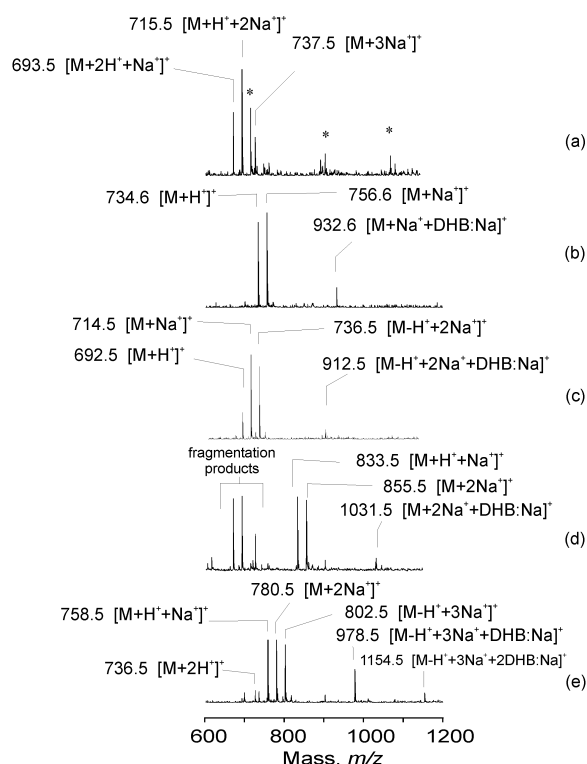 715.5 [M+H⁺+2Na⁺]⁺
737.5 [M+3Na⁺]⁺
693.5 [M+2H⁺+Na⁺]⁺
* * *
(a)
734.6 [M+H⁺]⁺
756.6 [M+Na⁺]⁺
932.6 [M+Na⁺+DHB:Na]⁺
(b)
714.5 [M+Na⁺]⁺
736.5 [M-H⁺+2Na⁺]⁺
692.5 [M+H⁺]⁺
912.5 [M-H⁺+2Na⁺+DHB:Na]⁺
(c)
fragmentation
products
833.5 [M+H⁺+Na⁺]⁺
855.5 [M+2Na⁺]⁺
1031.5 [M+2Na⁺+DHB:Na]⁺
(d)
780.5 [M+2Na⁺]⁺
758.5 [M+H⁺+Na⁺]⁺
802.5 [M-H⁺+3Na⁺]⁺
978.5 [M-H⁺+3Na⁺+DHB:Na]⁺
736.5 [M+2H⁺]⁺
1154.5 [M-H⁺+3Na⁺+2DHB:Na]⁺
(e)
600 800 1000 1200
Mass, m/z